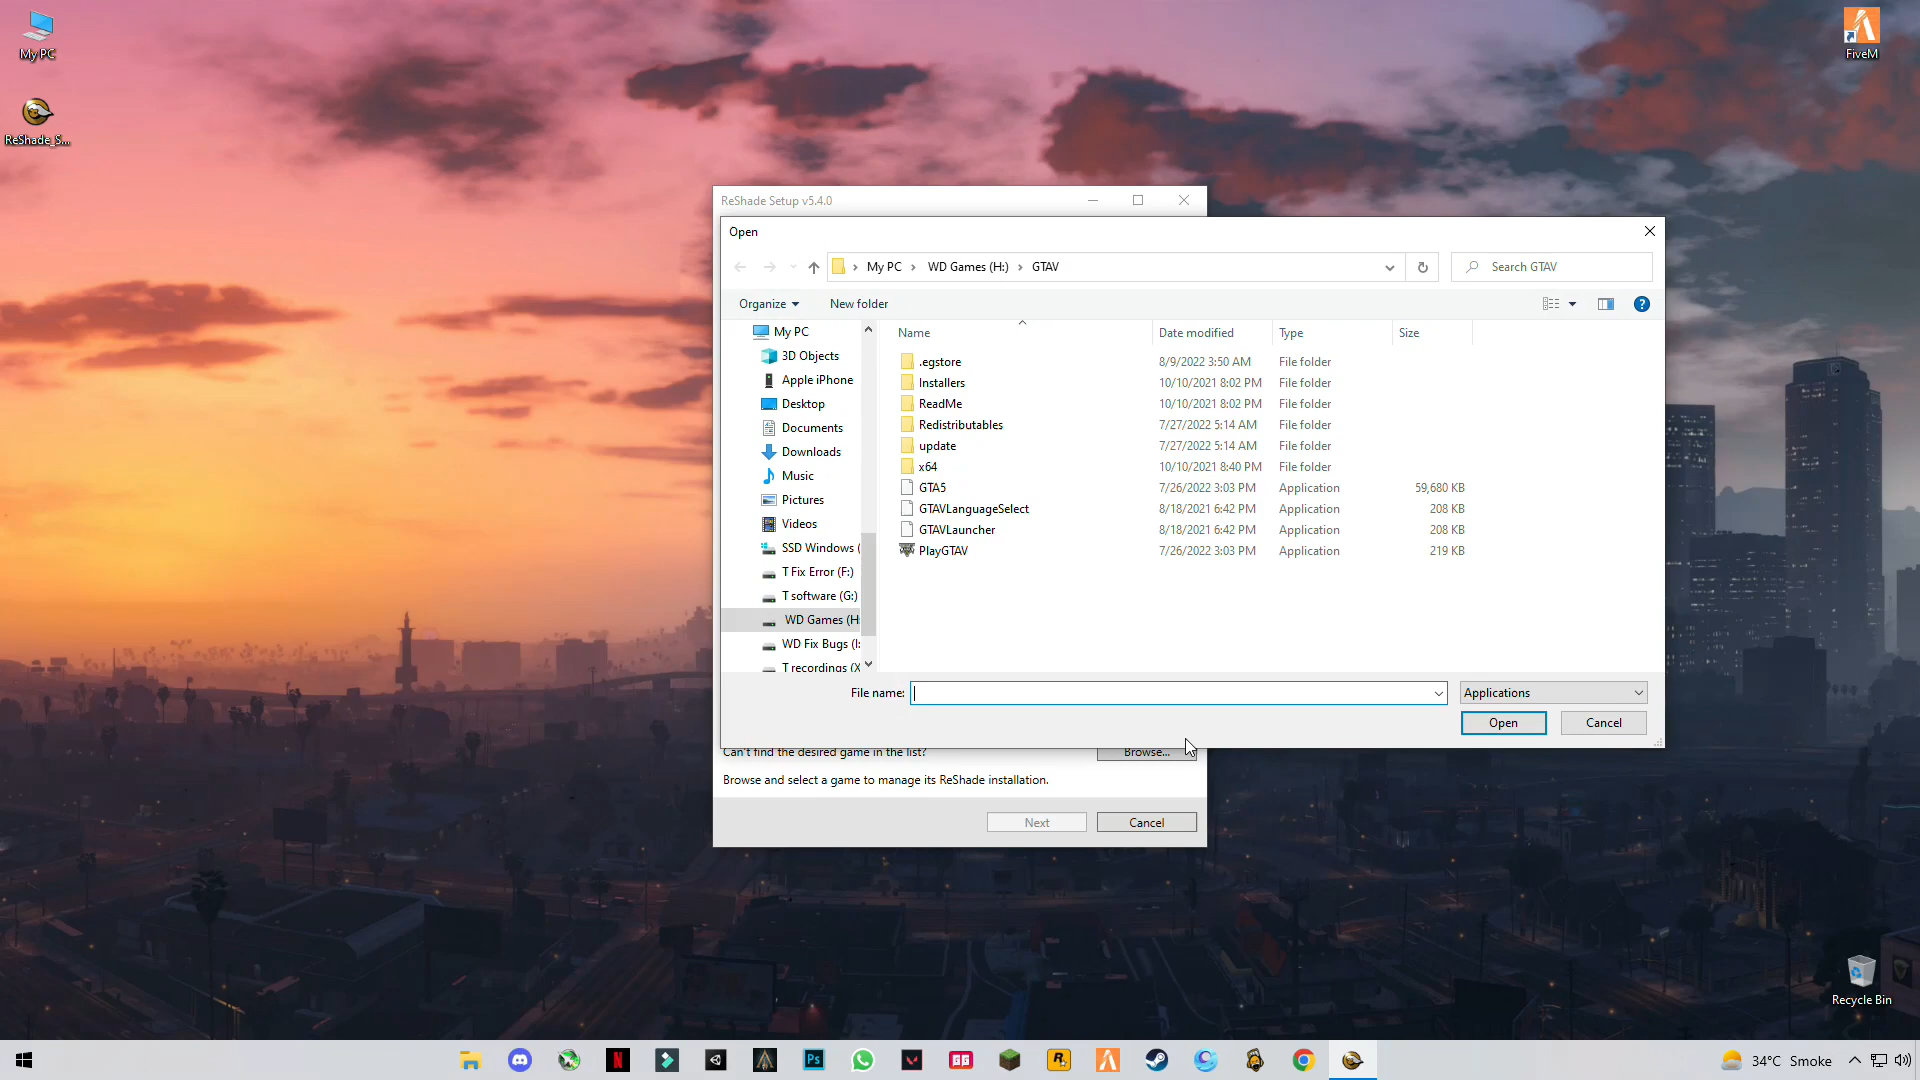 My PC
ReShade_S...
FiveM
ReShade Setup v5.4.0
Open
My PC > WD Games (H:) > GTAV
Search GTAV
Organize
New folder
My PC
3D Objects
Apple iPhone
Desktop
Documents
Downloads
Music
Pictures
Videos
SSD Windows (
T Fix Error (F:)
T software (G:)
WD Games (H:
WD Fix Bugs (I:
T recordings (X
Name Date modified Type Size
.egstore 8/9/2022 3:50 AM File folder
Installers 10/10/2021 8:02 PM File folder
ReadMe 10/10/2021 8:02 PM File folder
Redistributables 7/27/2022 5:14 AM File folder
update 7/27/2022 5:14 AM File folder
x64 10/10/2021 8:40 PM File folder
GTA5 7/26/2022 3:03 PM Application 59,680 KB
GTAVLanguageSelect 8/18/2021 6:42 PM Application 208 KB
GTAVLauncher 8/18/2021 6:42 PM Application 208 KB
PlayGTAV 7/26/2022 3:03 PM Application 219 KB
File name:
Applications
Open
Cancel
Can't find the desired game in the list?
Browse...
Browse and select a game to manage its ReShade installation.
Next
Cancel
Recycle Bin
34°C Smoke